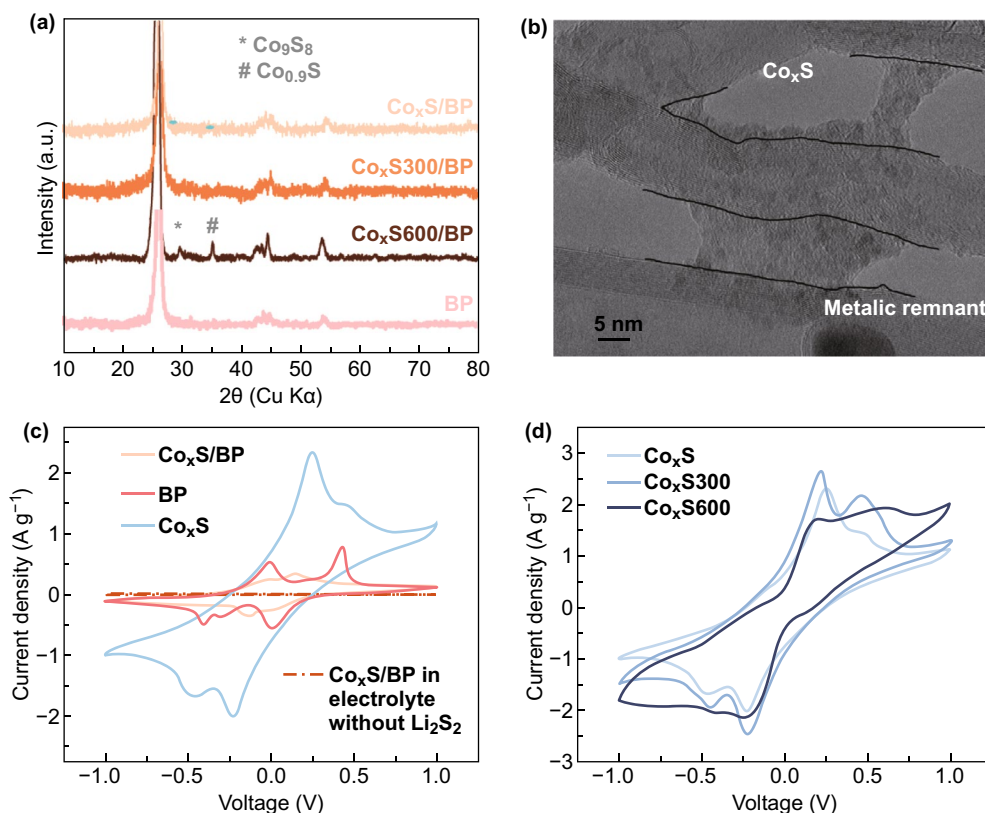 (a)
* Co₉S₈
# Co₀.₉S
CoₓS/BP
CoₓS300/BP
* #
CoₓS600/BP
BP
Intensity (a.u.)
10 20 30 40 50 60 70 80
2θ (Cu Kα)
(b)
CoₓS
Metalic remnant
5 nm
(c)
CoₓS/BP
BP
CoₓS
CoₓS/BP in
electrolyte
without Li₂S₂
Current density (A g⁻¹)
2
1
0
−1
−2
−1.0 −0.5 0.0 0.5 1.0
Voltage (V)
(d)
CoₓS
CoₓS300
CoₓS600
Current density (A g⁻¹)
3
2
1
0
−1
−2
−3
−1.0 −0.5 0.0 0.5 1.0
Voltage (V)